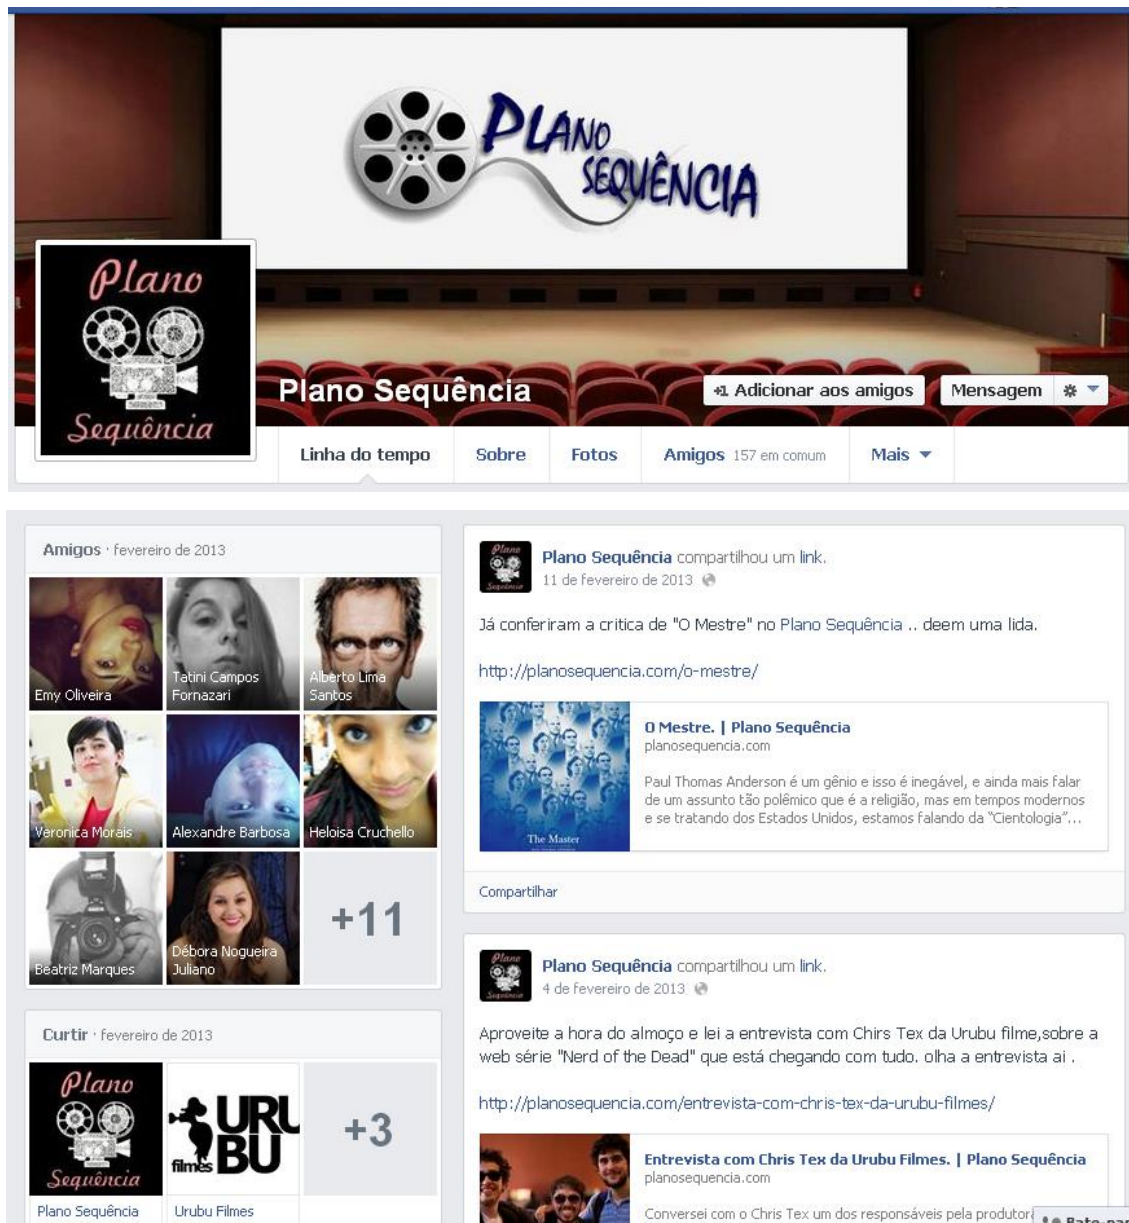 PLANO
SEQUÊNCIA
Plano
Sequência
Plano Sequência
+1 Adicionar aos amigos
Mensagem
Linha do tempo
Sobre
Fotos
Amigos 157 em comum
Mais
Amigos · fevereiro de 2013
Emy Oliveira
Tatini Campos
Fornazari
Alberto Lima
Santos
Veronica Morais
Alexandre Barbosa
Heloisa Cruchello
Beatriz Marques
Débora Nogueira
Juliano
+11
Curtir · fevereiro de 2013
Plano
Sequência
URU
BU
filmes
+3
Plano Sequência
Urubu Filmes
Plano
Sequência
Plano Sequência compartilhou um link.
11 de fevereiro de 2013
Já conferiram a critica de "O Mestre" no Plano Sequência .. deem uma lida.
http://planosequencia.com/o-mestre/
The Master
O Mestre. | Plano Sequência
planosequencia.com
Paul Thomas Anderson é um gênio e isso é inegável, e ainda mais falar
de um assunto tão polêmico que é a religião, mas em tempos modernos
e se tratando dos Estados Unidos, estamos falando da "Cientologia"...
Compartilhar
Plano
Sequência
Plano Sequência compartilhou um link.
4 de fevereiro de 2013
Aproveite a hora do almoço e lei a entrevista com Chirs Tex da Urubu filme,sobre a
web série "Nerd of the Dead" que está chegando com tudo. olha a entrevista ai .
http://planosequencia.com/entrevista-com-chris-tex-da-urubu-filmes/
Entrevista com Chris Tex da Urubu Filmes. | Plano Sequência
planosequencia.com
Conversei com o Chris Tex um dos responsáveis pela produtora